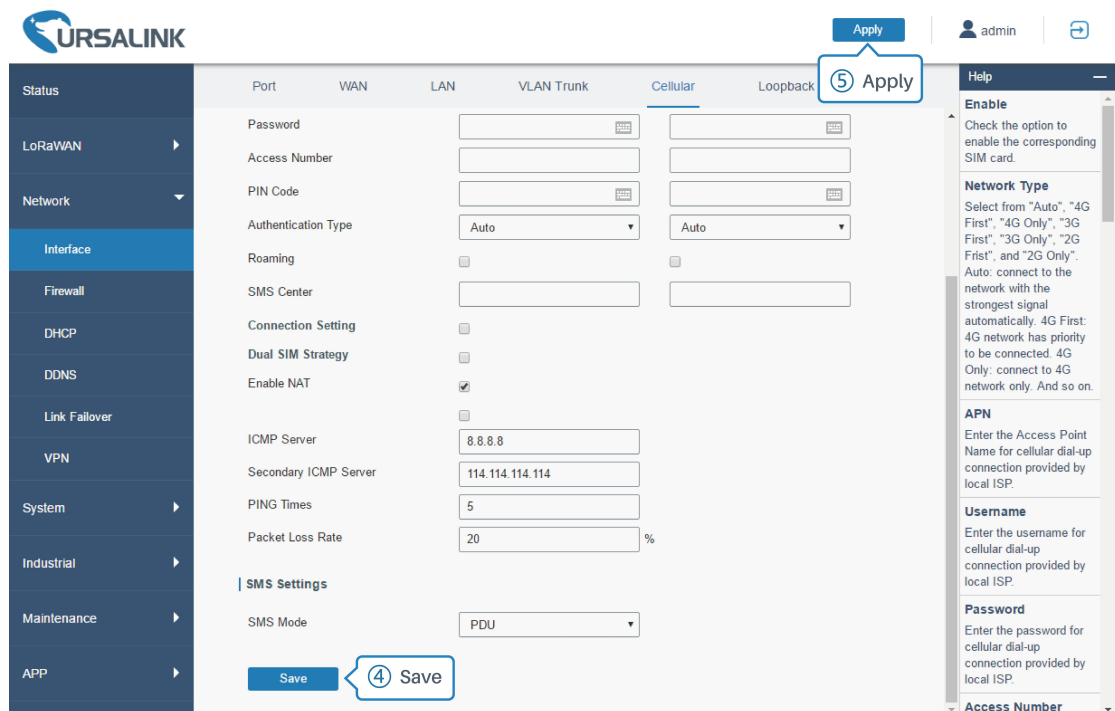 URSALINK
Apply
admin
⑤ Apply
Status
LoRaWAN
Network
Interface
Firewall
DHCP
DDNS
Link Failover
VPN
System
Industrial
Maintenance
APP
Port WAN LAN VLAN Trunk Cellular Loopback
Password
Access Number
PIN Code
Authentication Type Auto Auto
Roaming
SMS Center
Connection Setting
Dual SIM Strategy
Enable NAT
ICMP Server 8.8.8.8
Secondary ICMP Server 114.114.114.114
PING Times 5
Packet Loss Rate 20 %
SMS Settings
SMS Mode PDU
Save
④ Save
Help
Enable
Check the option to
enable the corresponding
SIM card.
Network Type
Select from "Auto", "4G
First", "4G Only", "3G
First", "3G Only", "2G
Frist", and "2G Only".
Auto: connect to the
network with the
strongest signal
automatically. 4G First:
4G network has priority
to be connected. 4G
Only: connect to 4G
network only. And so on.
APN
Enter the Access Point
Name for cellular dial-up
connection provided by
local ISP.
Username
Enter the username for
cellular dial-up
connection provided by
local ISP.
Password
Enter the password for
cellular dial-up
connection provided by
local ISP.
Access Number